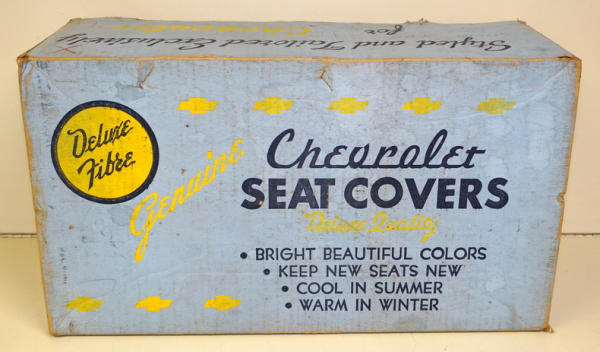 Styled and Tailored Exclusively
for
Chevrolet
Deluxe
Fibre
Genuine
Chevrolet
SEAT COVERS
Deluxe Quality
• BRIGHT BEAUTIFUL COLORS
• KEEP NEW SEATS NEW
• COOL IN SUMMER
• WARM IN WINTER